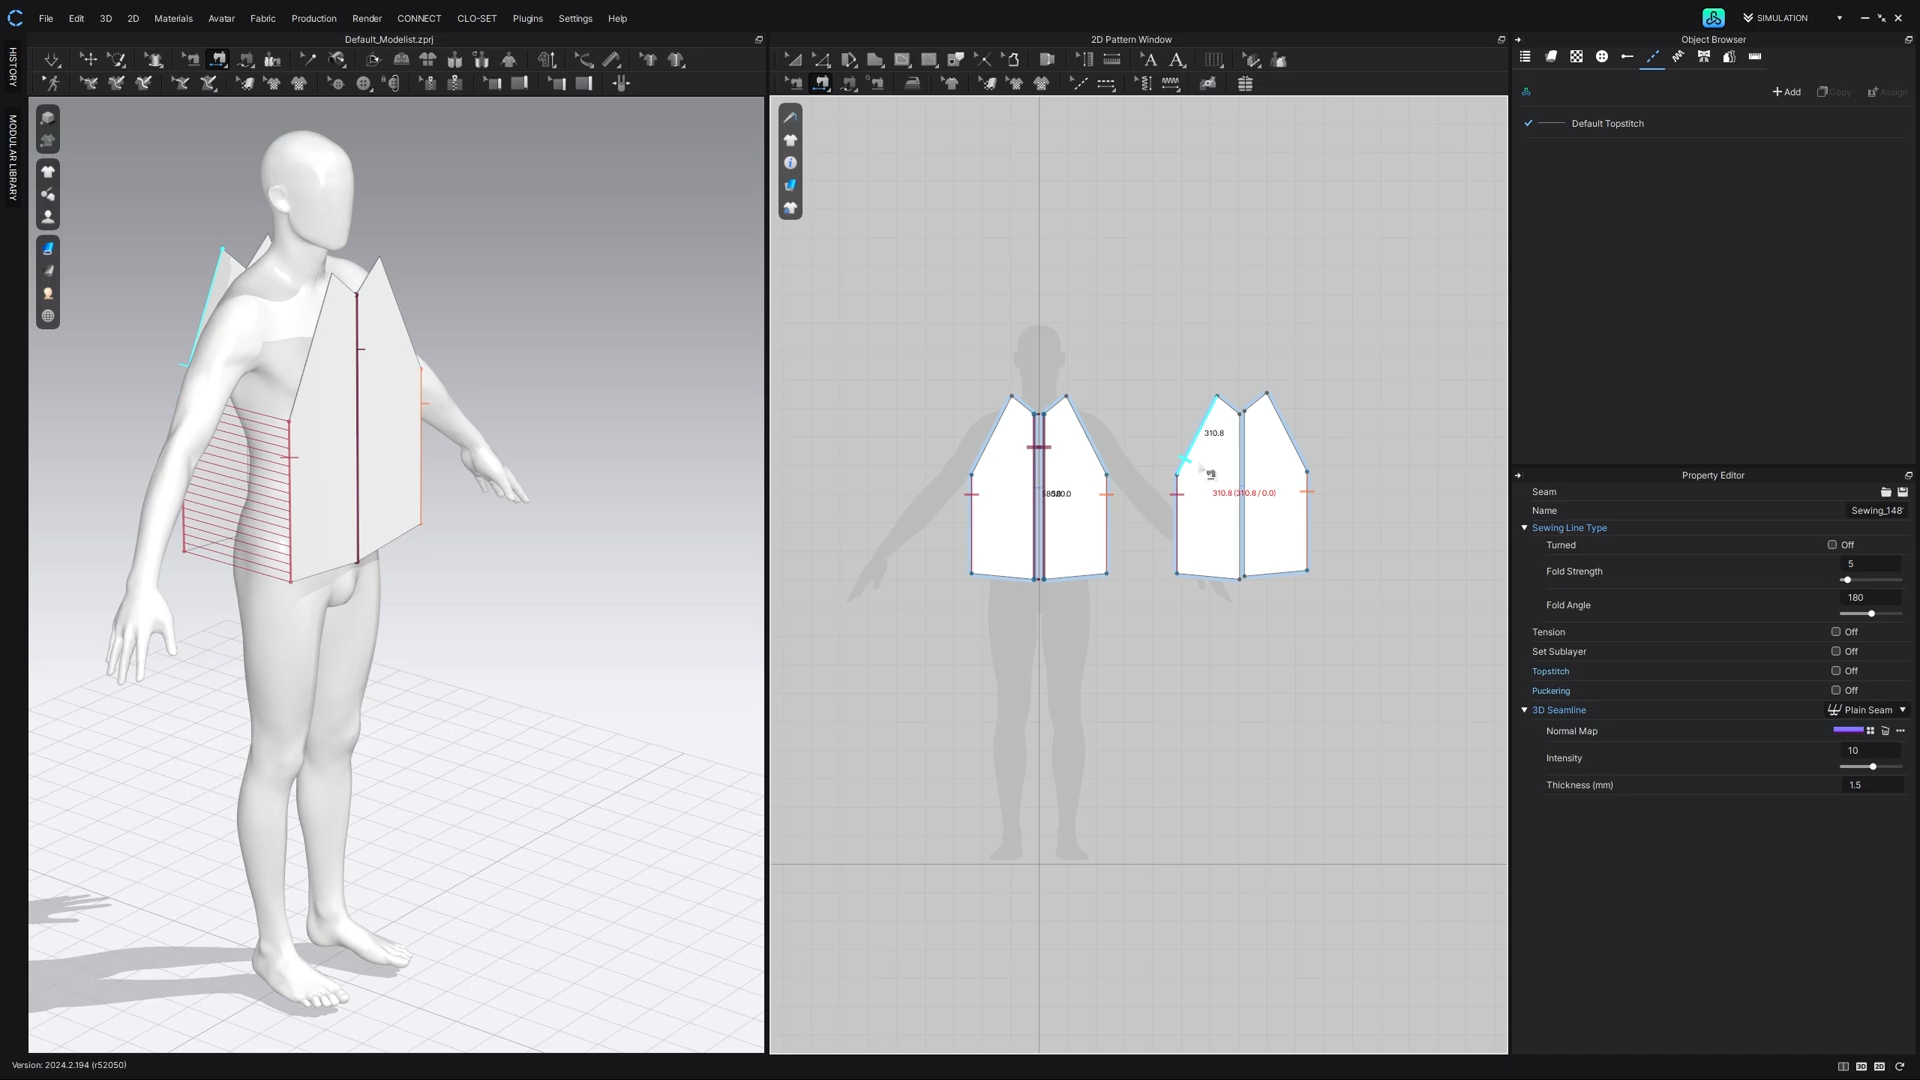 File Edit 3D 2D Materials Avatar Fabric Production Render CONNECT CLO-SET Plugins Settings Help
SIMULATION
Default_Modelist.zprj
2D Pattern Window
Object Browser
HISTORY
MODULAR LIBRARY
Add
Copy
Assign
Default Topstitch
310.8
310.8 (310.8 / 0.0)
Property Editor
Seam
Name Sewing_148
Sewing Line Type
Turned Off
Fold Strength 5
Fold Angle 180
Tension Off
Set Sublayer Off
Topstitch Off
Puckering Off
3D Seamline Plain Seam
Normal Map
Intensity 10
Thickness (mm) 1.5
Version: 2024.2.194 (r52050)
3D
2D